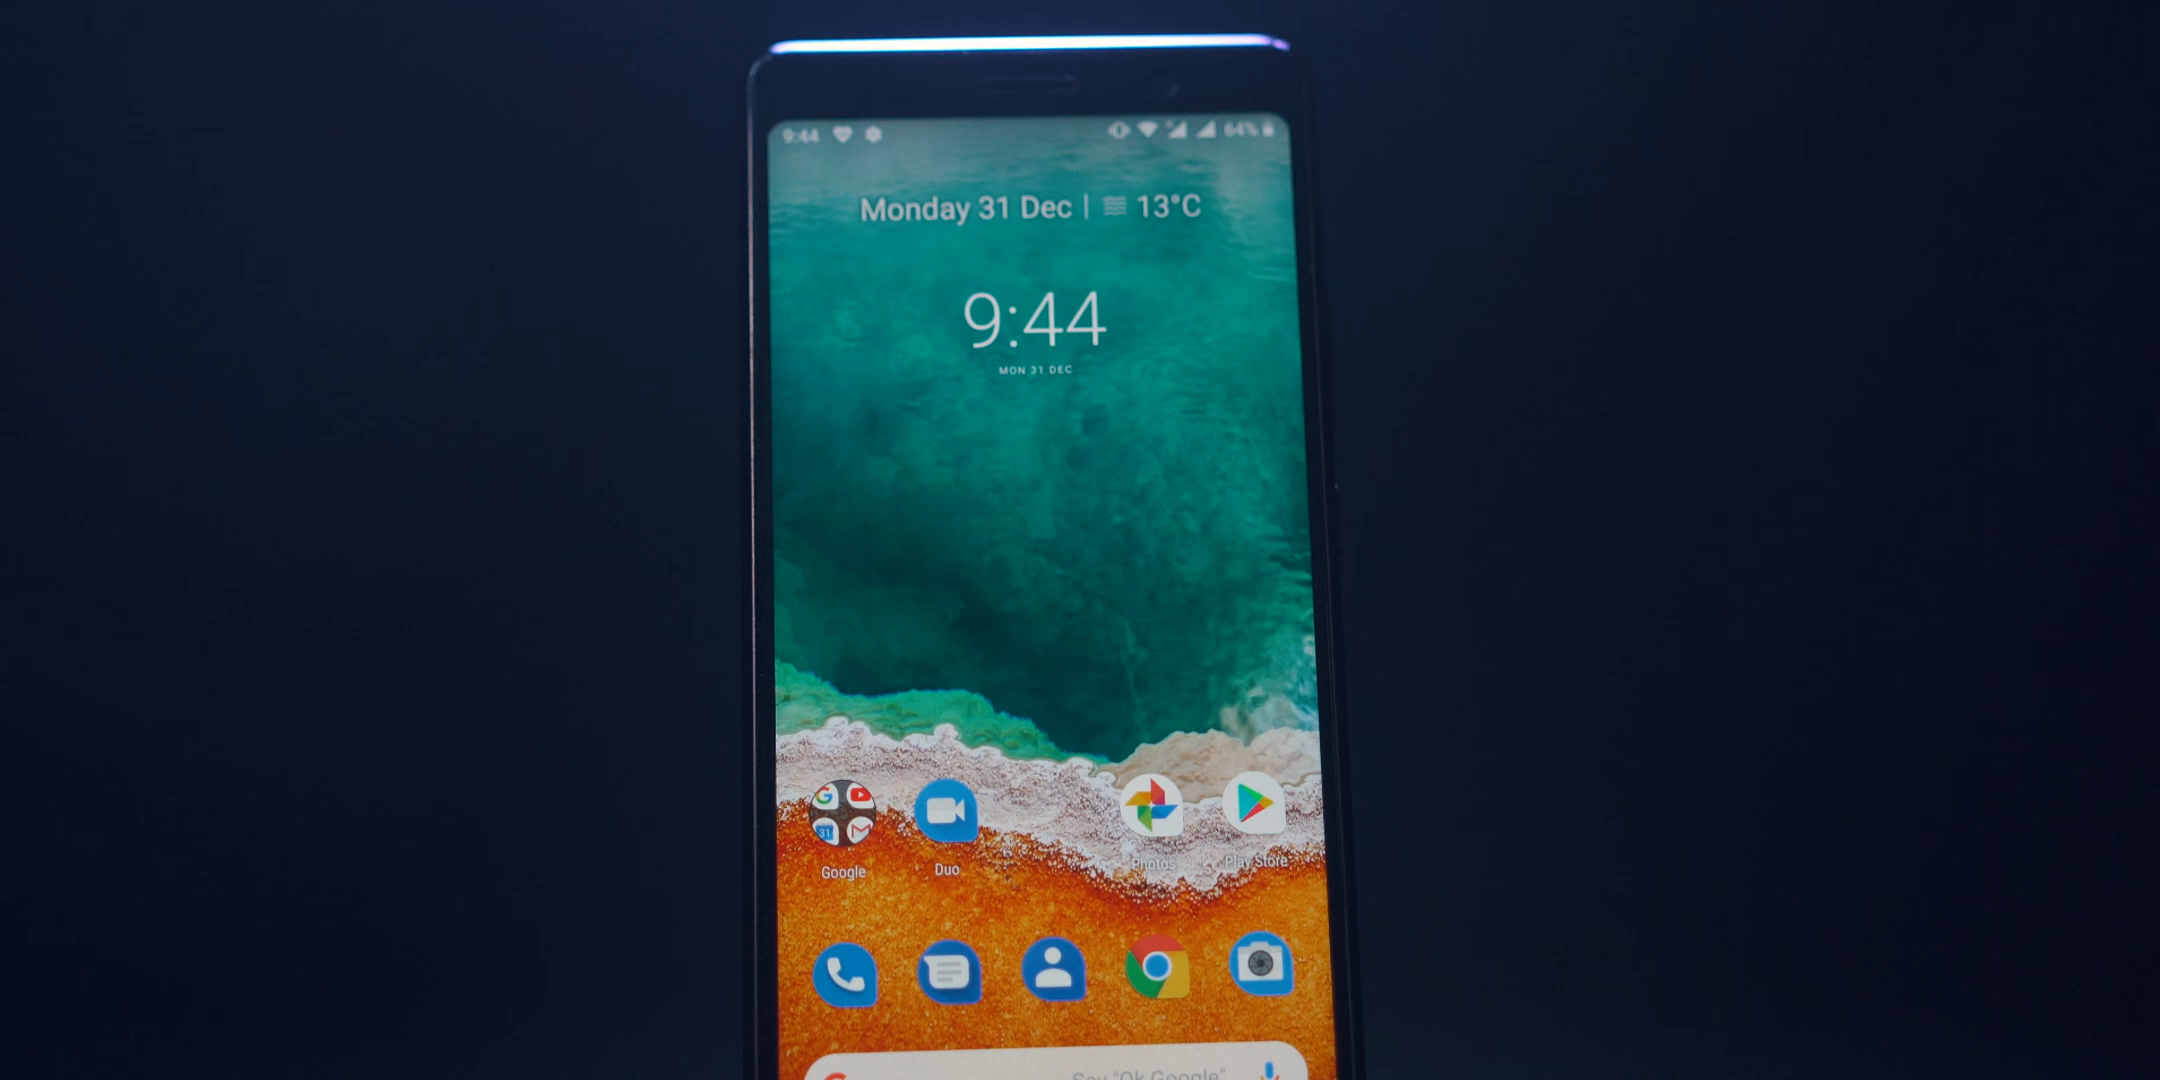 9:44 64%
Monday 31 Dec | 13°C
9:44
MON 31 DEC
31
Google Duo Photos Play Store
Say "Ok Google"